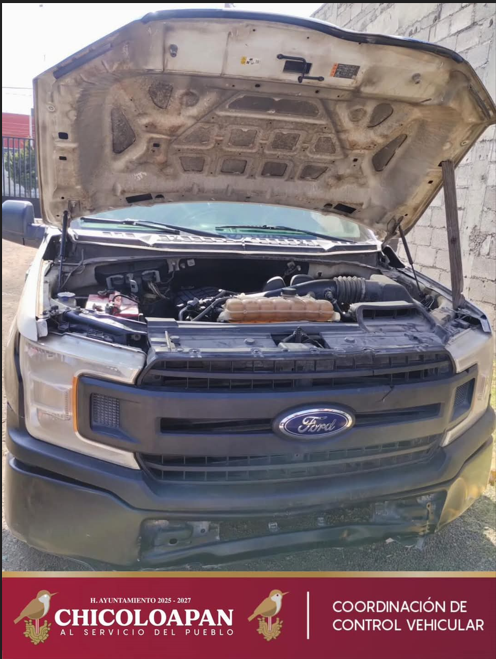 Ford
H. AYUNTAMIENTO 2025 - 2027
CHICOLOAPAN
AL SERVICIO DEL PUEBLO
COORDINACIÓN DE
CONTROL VEHICULAR